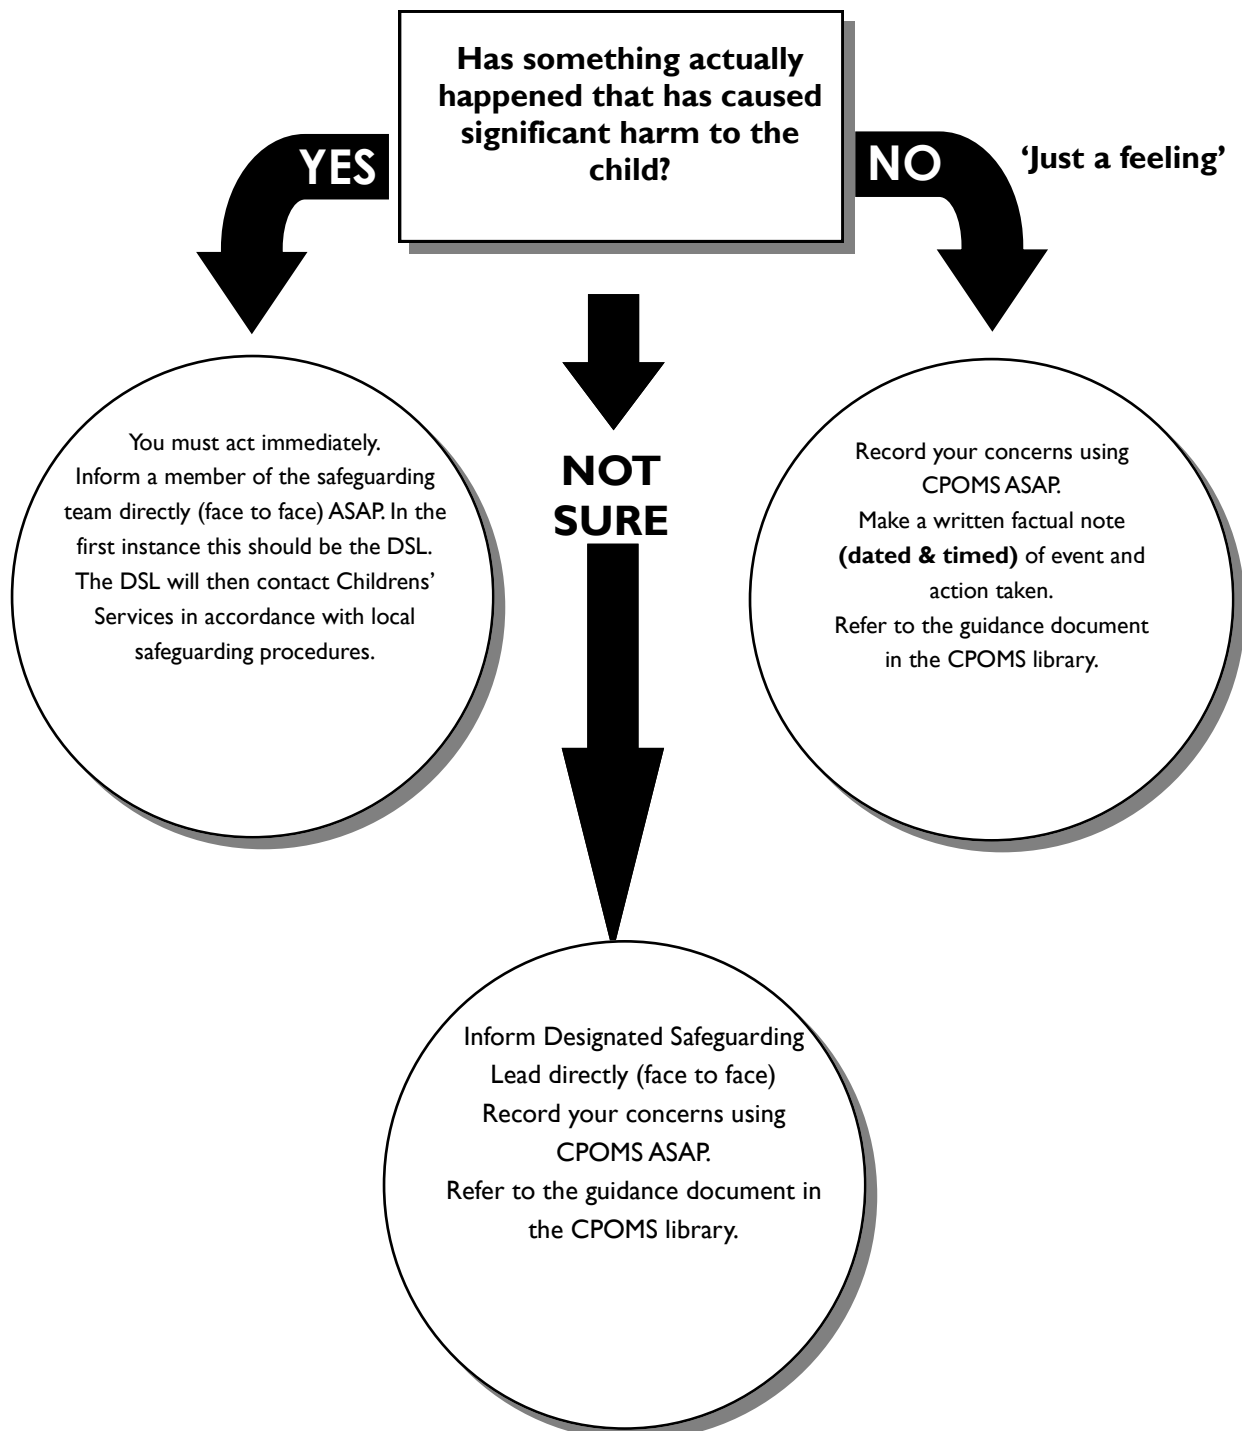 Has something actually
happened that has caused
significant harm to the
child?
YES
NO
‘Just a feeling’
You must act immediately.
Inform a member of the safeguarding
team directly (face to face) ASAP. In the
first instance this should be the DSL.
The DSL will then contact Childrens’
Services in accordance with local
safeguarding procedures.
NOT
SURE
Record your concerns using
CPOMS ASAP.
Make a written factual note
(dated & timed) of event and
action taken.
Refer to the guidance document
in the CPOMS library.
Inform Designated Safeguarding
Lead directly (face to face)
Record your concerns using
CPOMS ASAP.
Refer to the guidance document in
the CPOMS library.